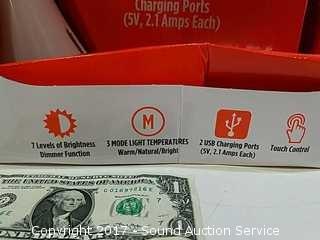 Charging Ports
(5V, 2.1 Amps Each)
7 Levels of Brightness
Dimmer Function
M
3 MODE LIGHT TEMPERATURES
Warm/Natural/Bright
2 USB Charging Ports
(5V, 2.1Amps Each)
Touch Control
1
Copyright 2017 - Sound Auction Service